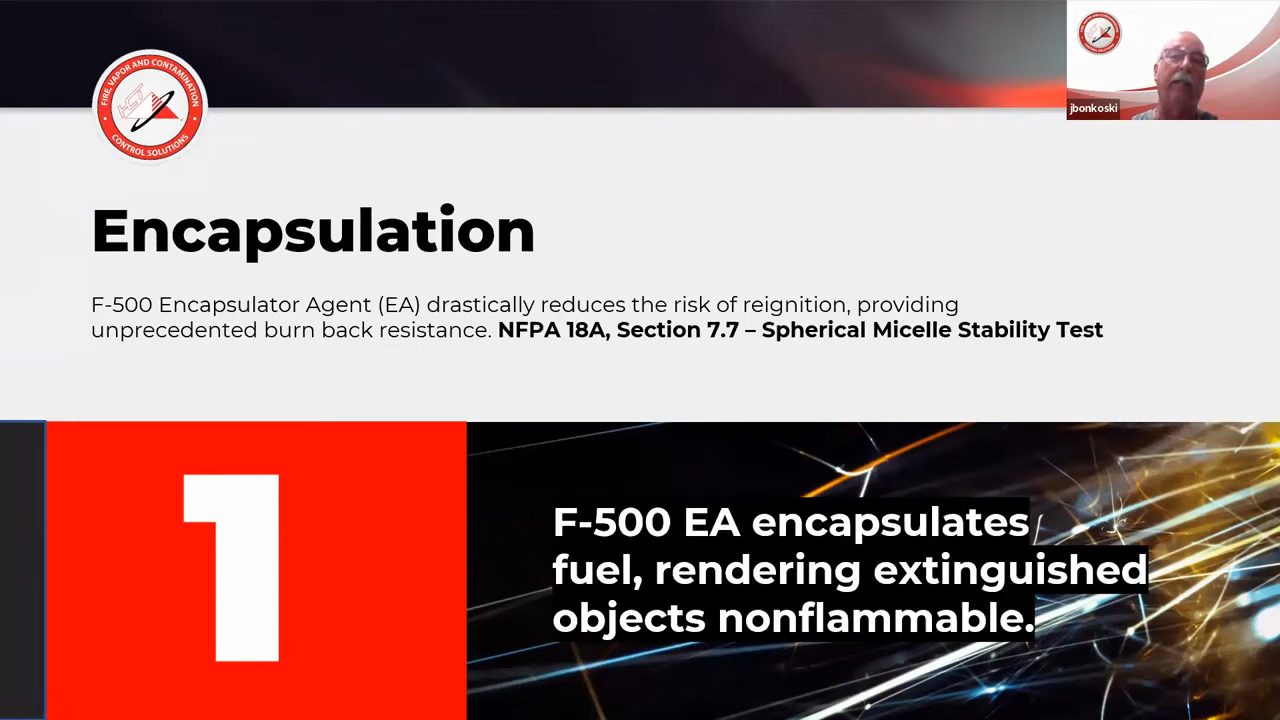 FIRE, VAPOR AND CONTAMINATION
HCT
CONTROL SOLUTIONS
jbonkoski
Encapsulation
F-500 Encapsulator Agent (EA) drastically reduces the risk of reignition, providing
unprecedented burn back resistance. NFPA 18A, Section 7.7 – Spherical Micelle Stability Test
1
F-500 EA encapsulates
fuel, rendering extinguished
objects nonflammable.